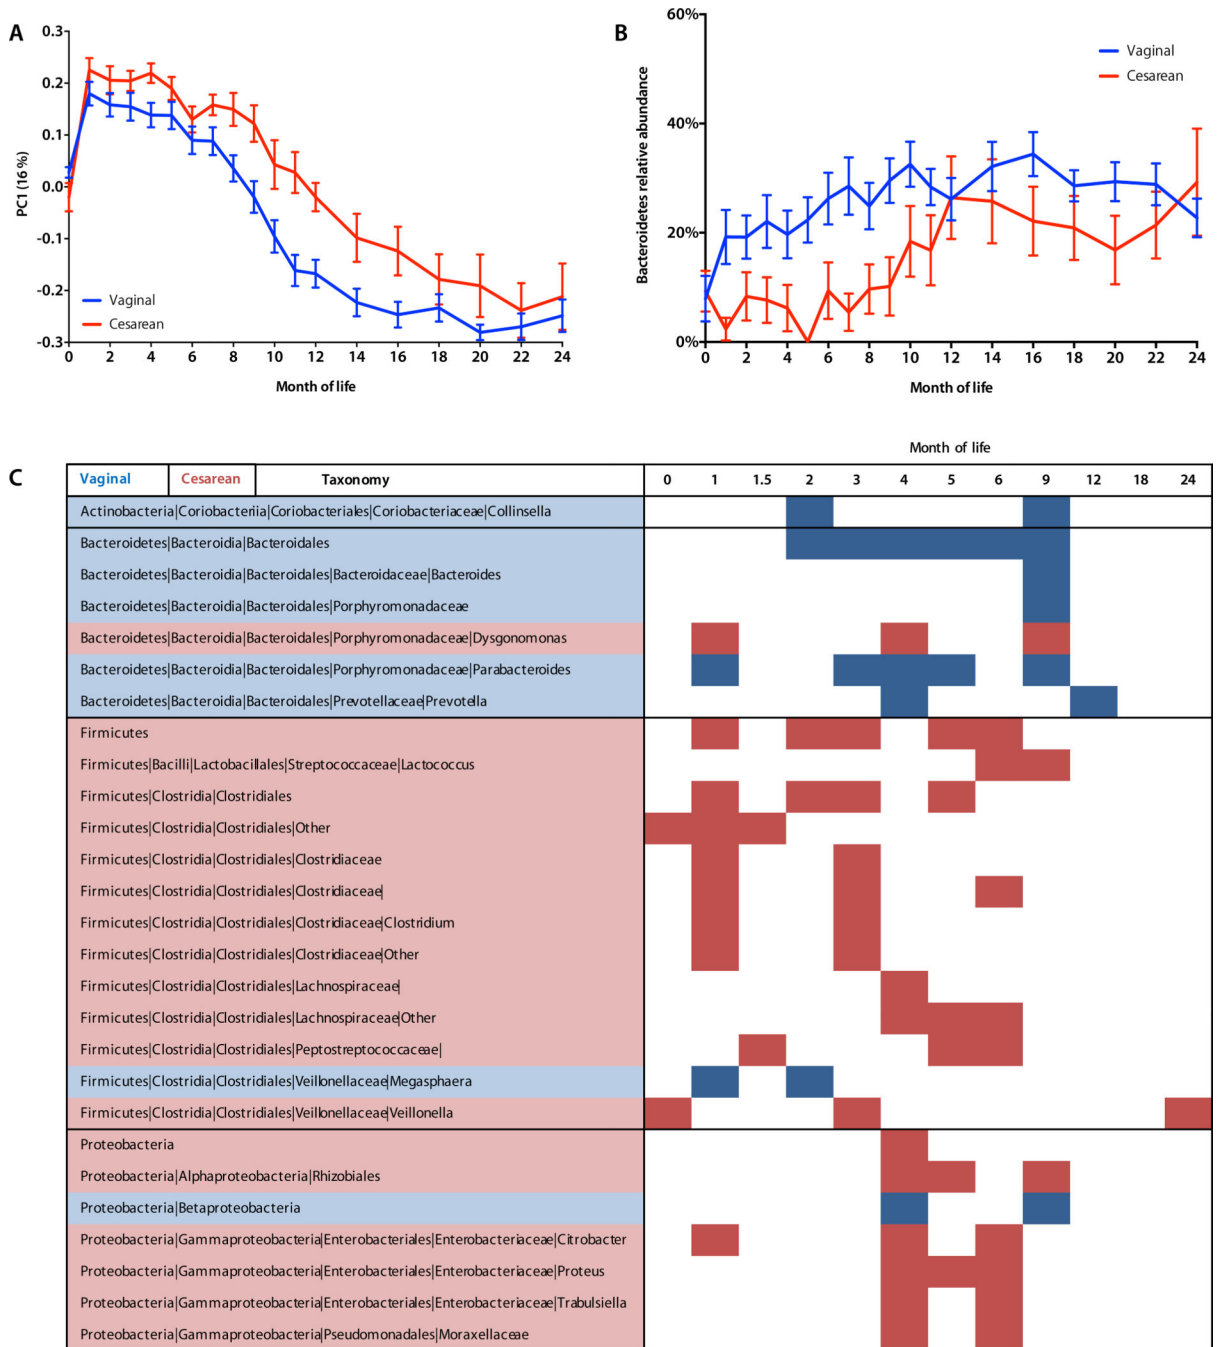 A
0.3
0.2
0.1
0.0
-0.1
-0.2
-0.3
PC1 (16%)
Vaginal
Cesarean
0 2 4 6 8 10 12 14 16 18 20 22 24
Month of life
B
60%
40%
20%
0%
Bacteroidetes relative abundance
Vaginal
Cesarean
0 2 4 6 8 10 12 14 16 18 20 22 24
Month of life
C
Month of life
Vaginal Cesarean Taxonomy 0 1 1.5 2 3 4 5 6 9 12 18 24
Actinobacteria|Coriobacteriia|Coriobacteriales|Coriobacteriaceae|Collinsella
Bacteroidetes|Bacteroidia|Bacteroidales
Bacteroidetes|Bacteroidia|Bacteroidales|Bacteroidaceae|Bacteroides
Bacteroidetes|Bacteroidia|Bacteroidales|Porphyromonadaceae
Bacteroidetes|Bacteroidia|Bacteroidales|Porphyromonadaceae|Dysgonomonas
Bacteroidetes|Bacteroidia|Bacteroidales|Porphyromonadaceae|Parabacteroides
Bacteroidetes|Bacteroidia|Bacteroidales|Prevotellaceae|Prevotella
Firmicutes
Firmicutes|Bacilli|Lactobacillales|Streptococcaceae|Lactococcus
Firmicutes|Clostridia|Clostridiales
Firmicutes|Clostridia|Clostridiales|Other
Firmicutes|Clostridia|Clostridiales|Clostridiaceae
Firmicutes|Clostridia|Clostridiales|Clostridiaceae|
Firmicutes|Clostridia|Clostridiales|Clostridiaceae|Clostridium
Firmicutes|Clostridia|Clostridiales|Clostridiaceae|Other
Firmicutes|Clostridia|Clostridiales|Lachnospiraceae|
Firmicutes|Clostridia|Clostridiales|Lachnospiraceae|Other
Firmicutes|Clostridia|Clostridiales|Peptostreptococcaceae|
Firmicutes|Clostridia|Clostridiales|Veillonellaceae|Megasphaera
Firmicutes|Clostridia|Clostridiales|Veillonellaceae|Veillonella
Proteobacteria
Proteobacteria|Alphaproteobacteria|Rhizobiales
Proteobacteria|Betaproteobacteria
Proteobacteria|Gammaproteobacteria|Enterobacteriales|Enterobacteriaceae|Citrobacter
Proteobacteria|Gammaproteobacteria|Enterobacteriales|Enterobacteriaceae|Proteus
Proteobacteria|Gammaproteobacteria|Enterobacteriales|Enterobacteriaceae|Trabulsiella
Proteobacteria|Gammaproteobacteria|Pseudomonadales|Moraxellaceae